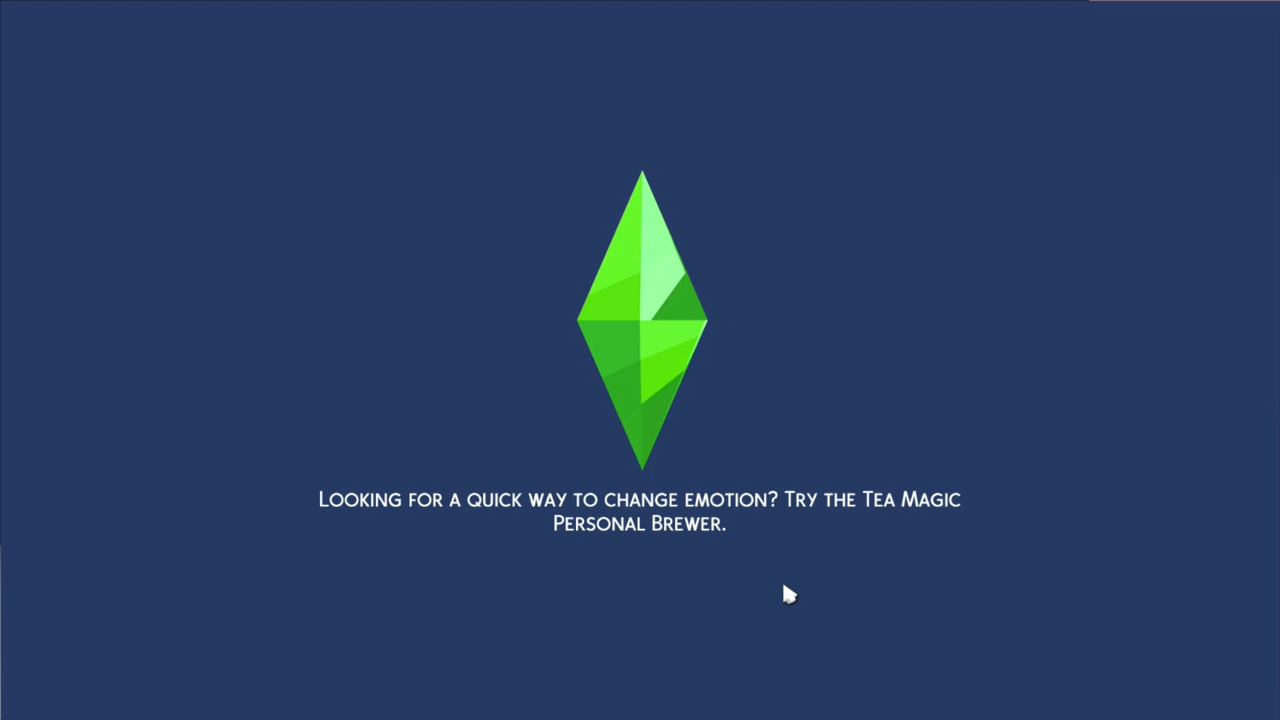 Looking for a quick way to change emotion? Try the Tea Magic
Personal Brewer.